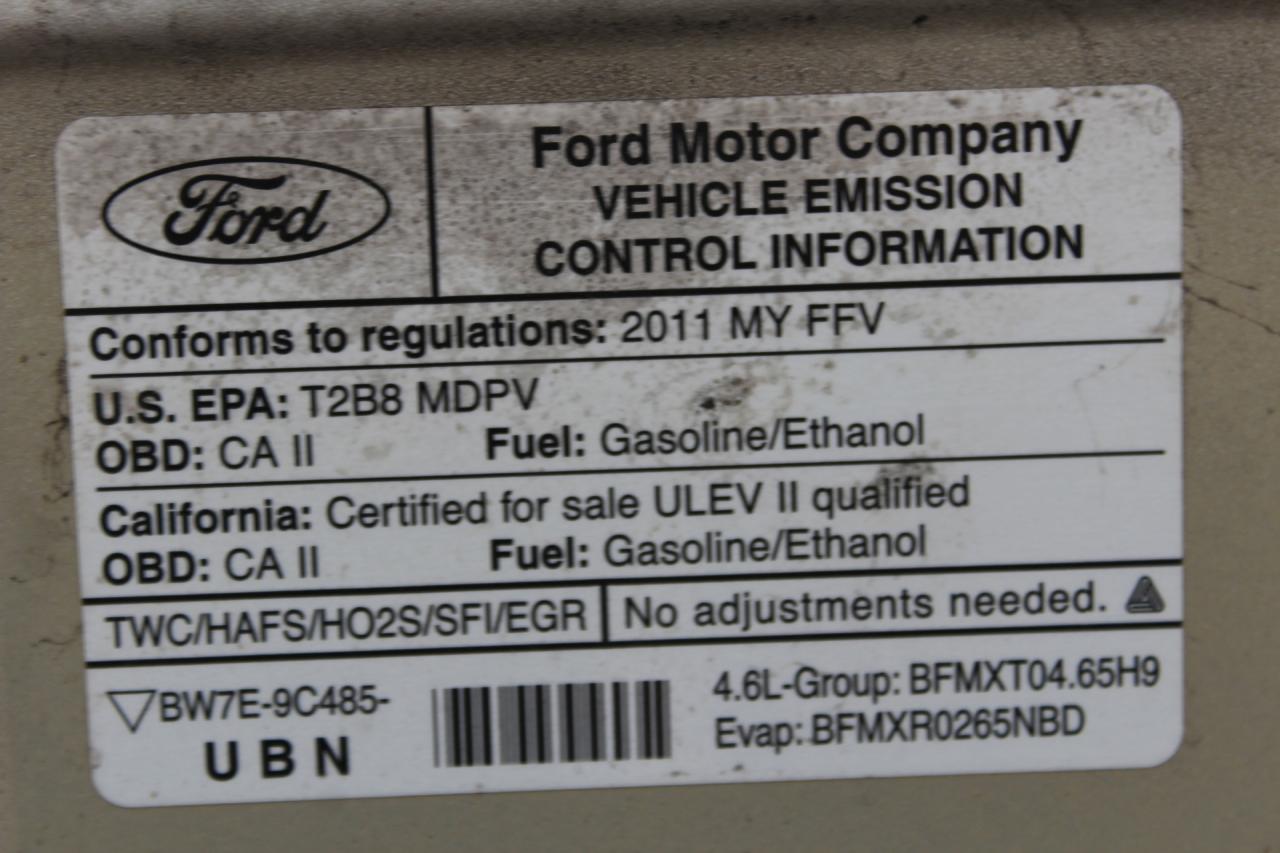 Ford
Ford Motor Company
VEHICLE EMISSION
CONTROL INFORMATION
Conforms to regulations: 2011 MY FFV
U.S. EPA: T2B8 MDPV
OBD: CA II Fuel: Gasoline/Ethanol
California: Certified for sale ULEV II qualified
OBD: CA II Fuel: Gasoline/Ethanol
TWC/HAFS/HO2S/SFI/EGR
No adjustments needed.
BW7E-9C485-
UBN
4.6L-Group: BFMXT04.65H9
Evap: BFMXR0265NBD